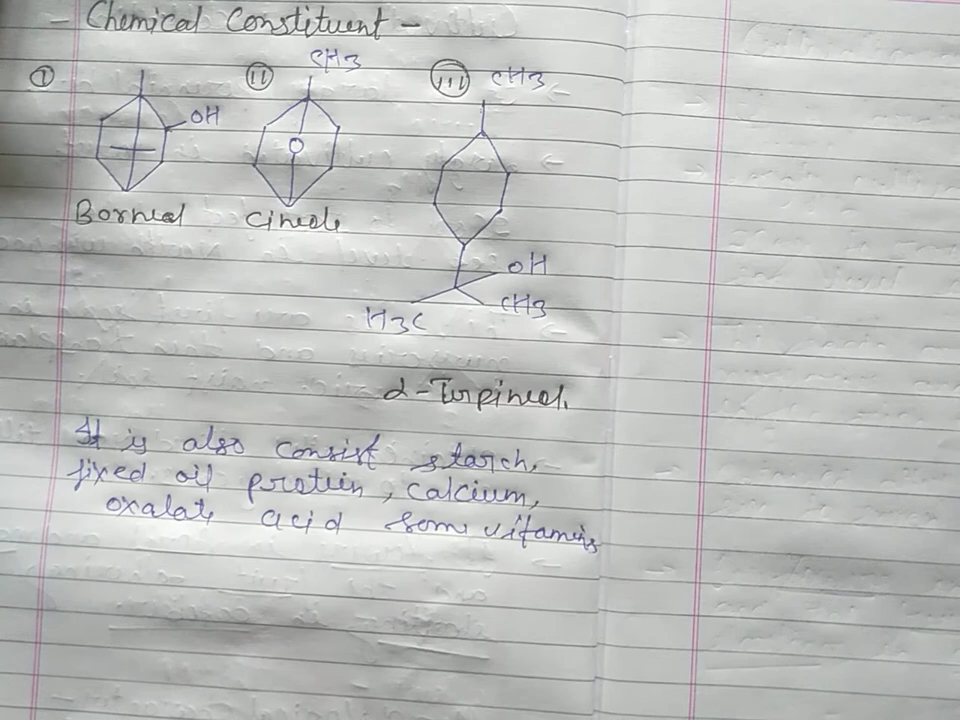 - Chemical Constituent -
I
II
CH3
III
CH3
OH
O
Borneol
Cineole
OH
CH3
H3C
α-Terpineol.
It is also consist starch,
fixed oil protein, calcium,
oxalate acid some vitamins